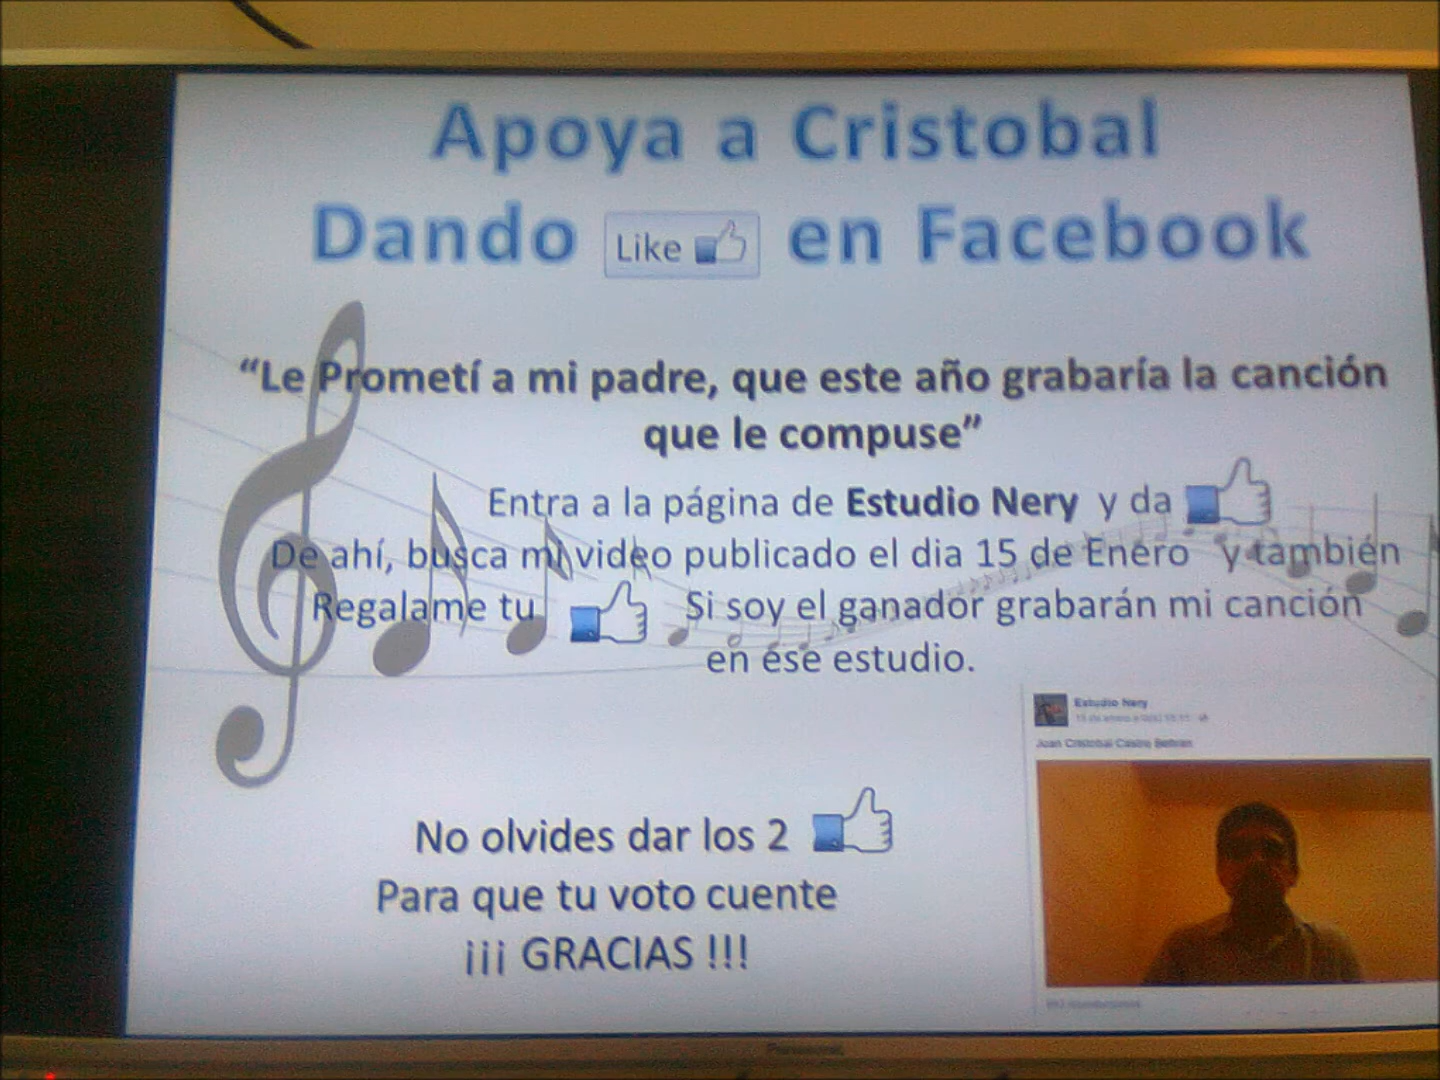 Apoya a Cristobal
Dando Like en Facebook
“Le Prometí a mi padre, que este año grabaría la canción
que le compuse”
Entra a la página de Estudio Nery y da
De ahí, busca mi video publicado el dia 15 de Enero y también
Regalame tu Si soy el ganador grabarán mi canción
en ése estudio.
Estudio Nery
Juan Cristobal Castro Beltran
No olvides dar los 2
Para que tu voto cuente
¡¡¡ GRACIAS !!!
Panasonic